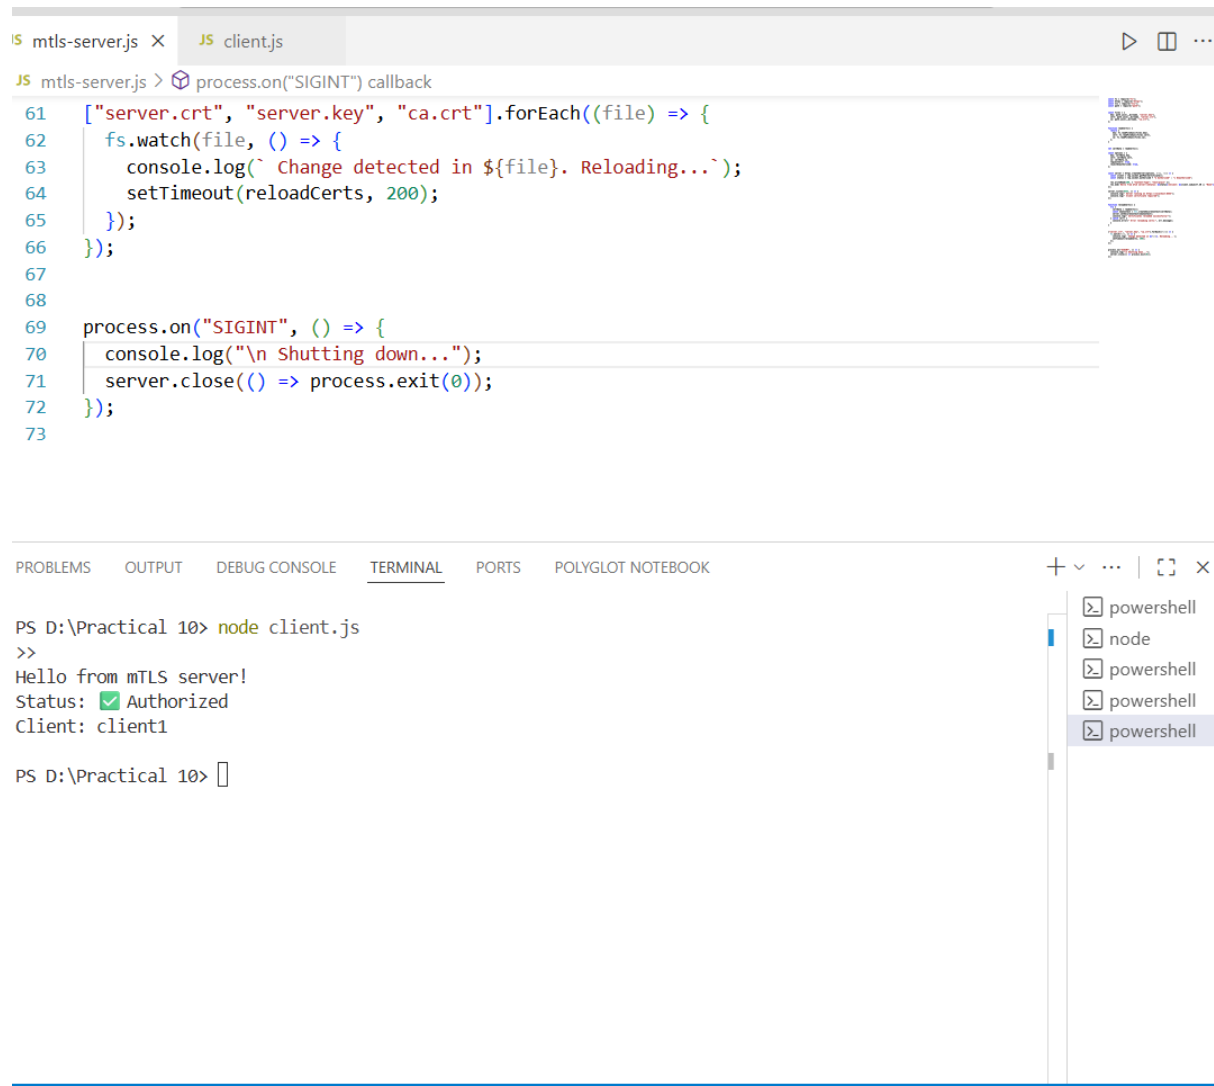 JS mtls-server.js × JS client.js
JS mtls-server.js > process.on("SIGINT") callback
61 ["server.crt", "server.key", "ca.crt"].forEach((file) => {
62 fs.watch(file, () => {
63 console.log(` Change detected in ${file}. Reloading...`);
64 setTimeout(reloadCerts, 200);
65 });
66 });
67
68
69 process.on("SIGINT", () => {
70 console.log("\n Shutting down...");
71 server.close(() => process.exit(0));
72 });
73
PROBLEMS OUTPUT DEBUG CONSOLE TERMINAL PORTS POLYGLOT NOTEBOOK
PS D:\Practical 10> node client.js
>>
Hello from mTLS server!
Status: ✅ Authorized
Client: client1
PS D:\Practical 10>
powershell
node
powershell
powershell
powershell